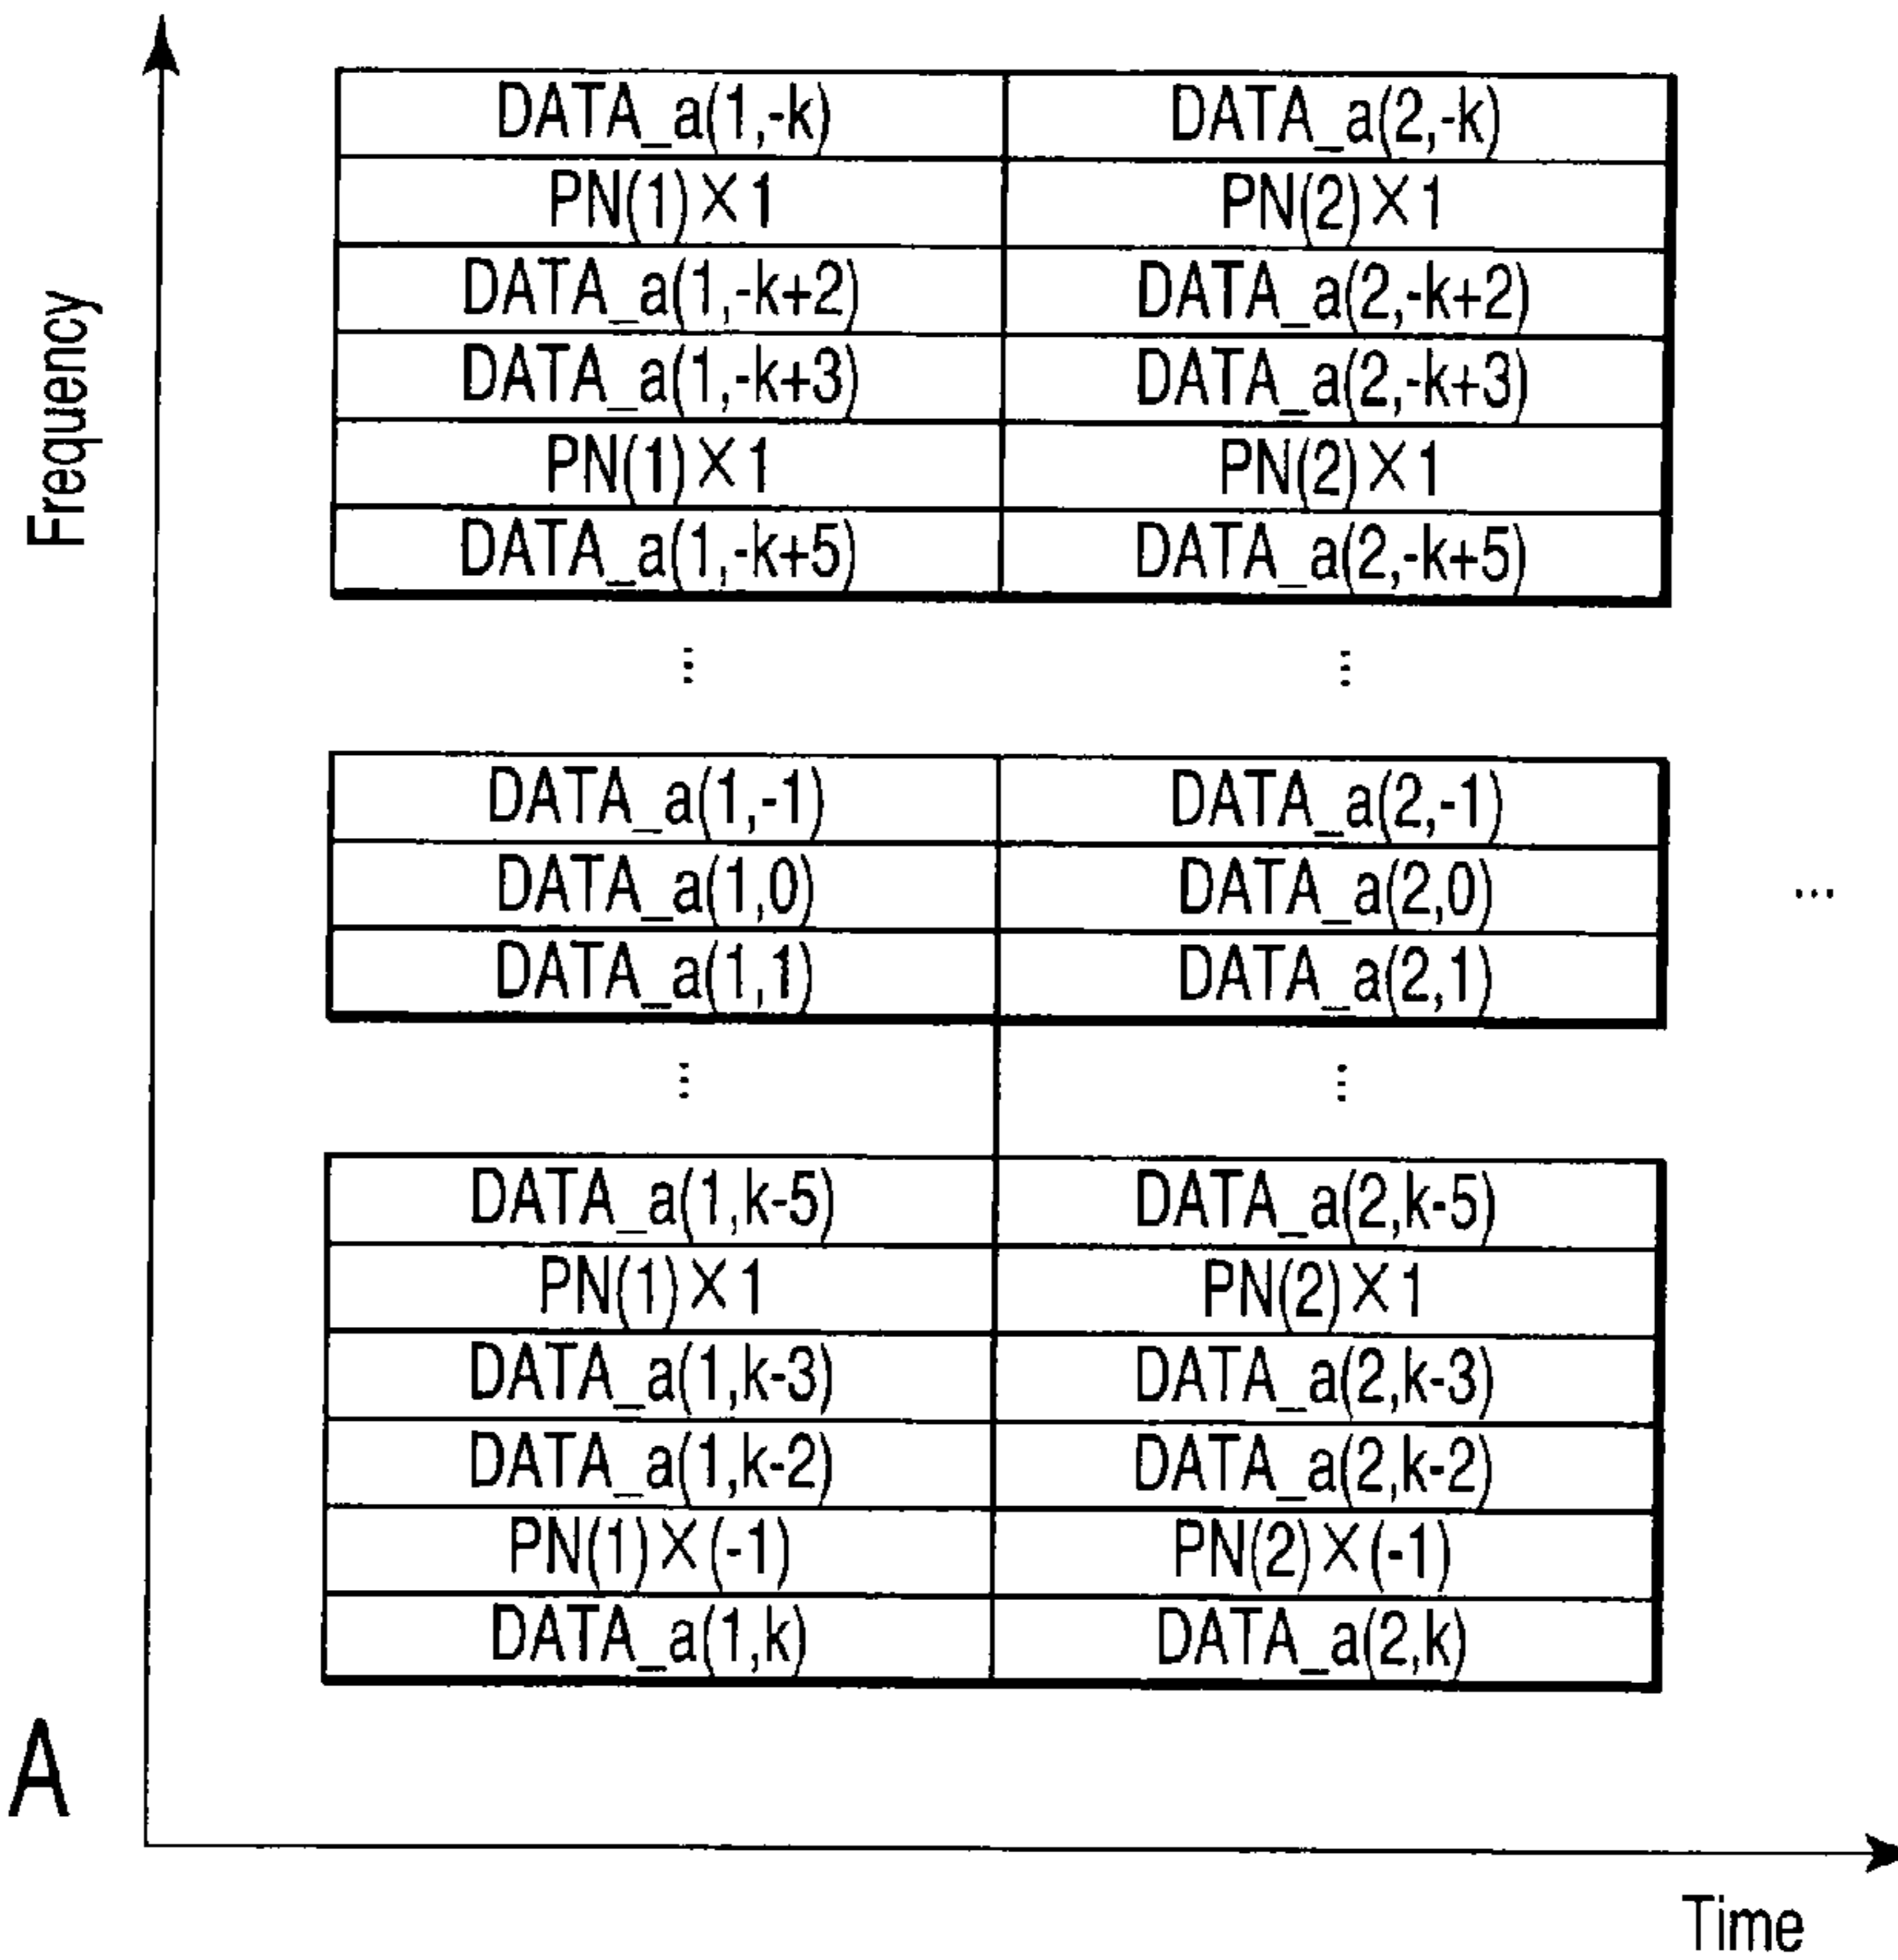 Frequency
DATA_a(1,-k) DATA_a(2,-k)
PN(1)×1 PN(2)×1
DATA_a(1,-k+2) DATA_a(2,-k+2)
DATA_a(1,-k+3) DATA_a(2,-k+3)
PN(1)×1 PN(2)×1
DATA_a(1,-k+5) DATA_a(2,-k+5)
⋮ ⋮
DATA_a(1,-1) DATA_a(2,-1)
DATA_a(1,0) DATA_a(2,0) ...
DATA_a(1,1) DATA_a(2,1)
⋮ ⋮
DATA_a(1,k-5) DATA_a(2,k-5)
PN(1)×1 PN(2)×1
DATA_a(1,k-3) DATA_a(2,k-3)
DATA_a(1,k-2) DATA_a(2,k-2)
PN(1)×(-1) PN(2)×(-1)
DATA_a(1,k) DATA_a(2,k)
A
Time